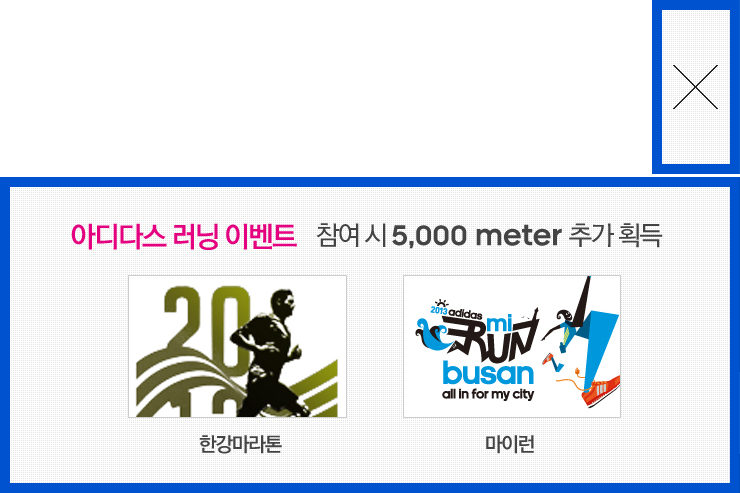 아디다스 러닝 이벤트 참여 시 5,000 meter 추가 획득
20
2013 adidas
mi
RUN
busan
all in for my city
한강마라톤 마이런